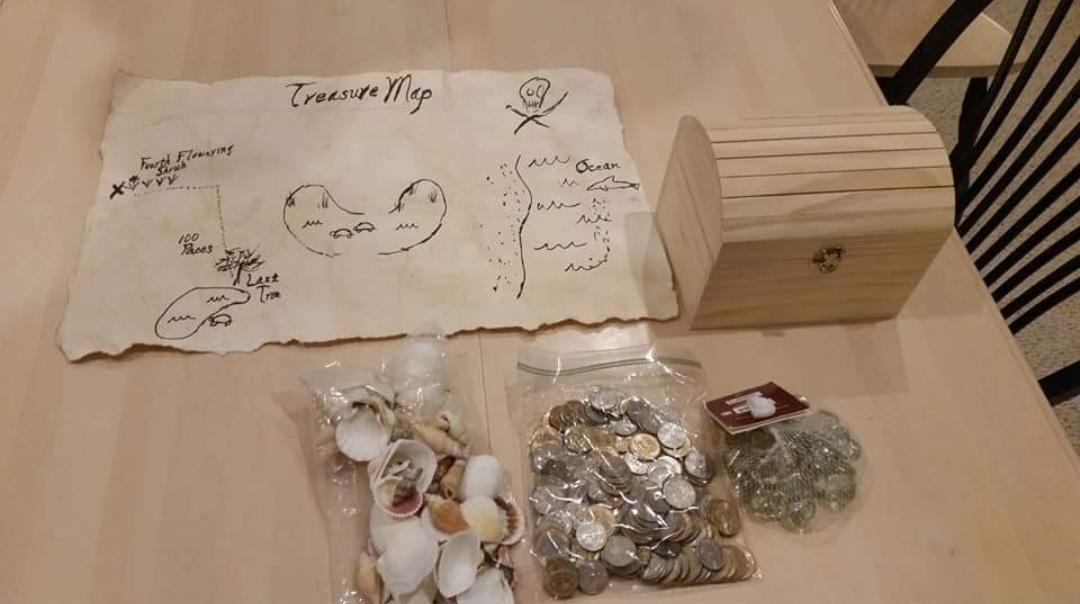 Treasure Map
Fourth Flowering
Shrub
Ocean
100
Paces
Last
Tree